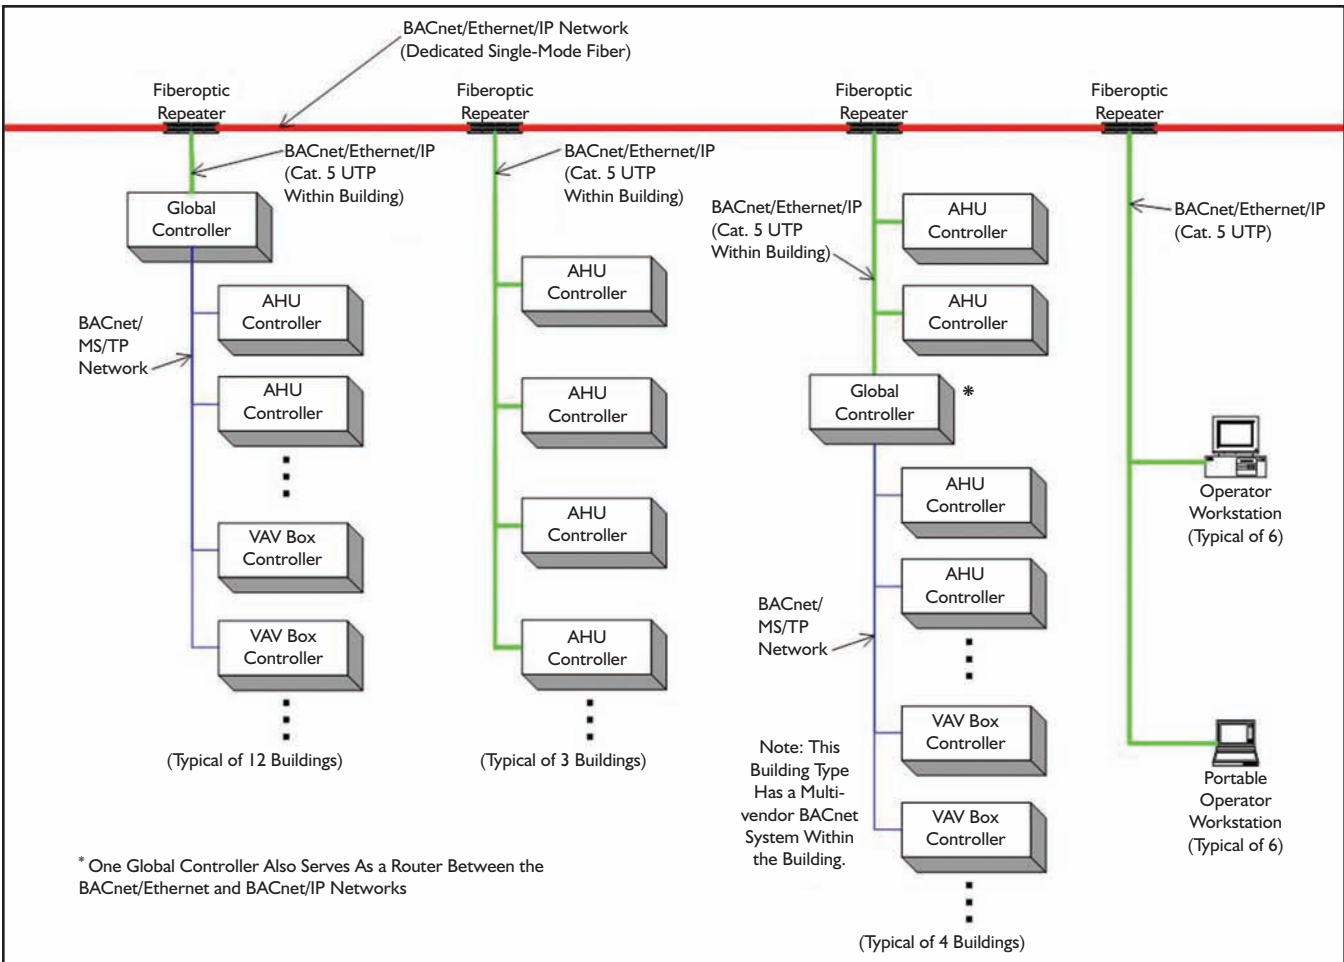 BACnet/Ethernet/IP Network
(Dedicated Single-Mode Fiber)
Fiberoptic
Repeater
Fiberoptic
Repeater
Fiberoptic
Repeater
Fiberoptic
Repeater
BACnet/Ethernet/IP
(Cat. 5 UTP
Within Building)
Global
Controller
BACnet/
MS/TP
Network
AHU
Controller
AHU
Controller
VAV Box
Controller
VAV Box
Controller
(Typical of 12 Buildings)
BACnet/Ethernet/IP
(Cat. 5 UTP
Within Building)
AHU
Controller
AHU
Controller
AHU
Controller
AHU
Controller
(Typical of 3 Buildings)
BACnet/Ethernet/IP
(Cat. 5 UTP
Within Building)
AHU
Controller
AHU
Controller
Global
Controller
*
AHU
Controller
AHU
Controller
BACnet/
MS/TP
Network
VAV Box
Controller
VAV Box
Controller
Note: This
Building Type
Has a Multi-
vendor BACnet
System Within
the Building.
(Typical of 4 Buildings)
BACnet/Ethernet/IP
(Cat. 5 UTP)
Operator
Workstation
(Typical of 6)
Portable
Operator
Workstation
(Typical of 6)
* One Global Controller Also Serves As a Router Between the
BACnet/Ethernet and BACnet/IP Networks